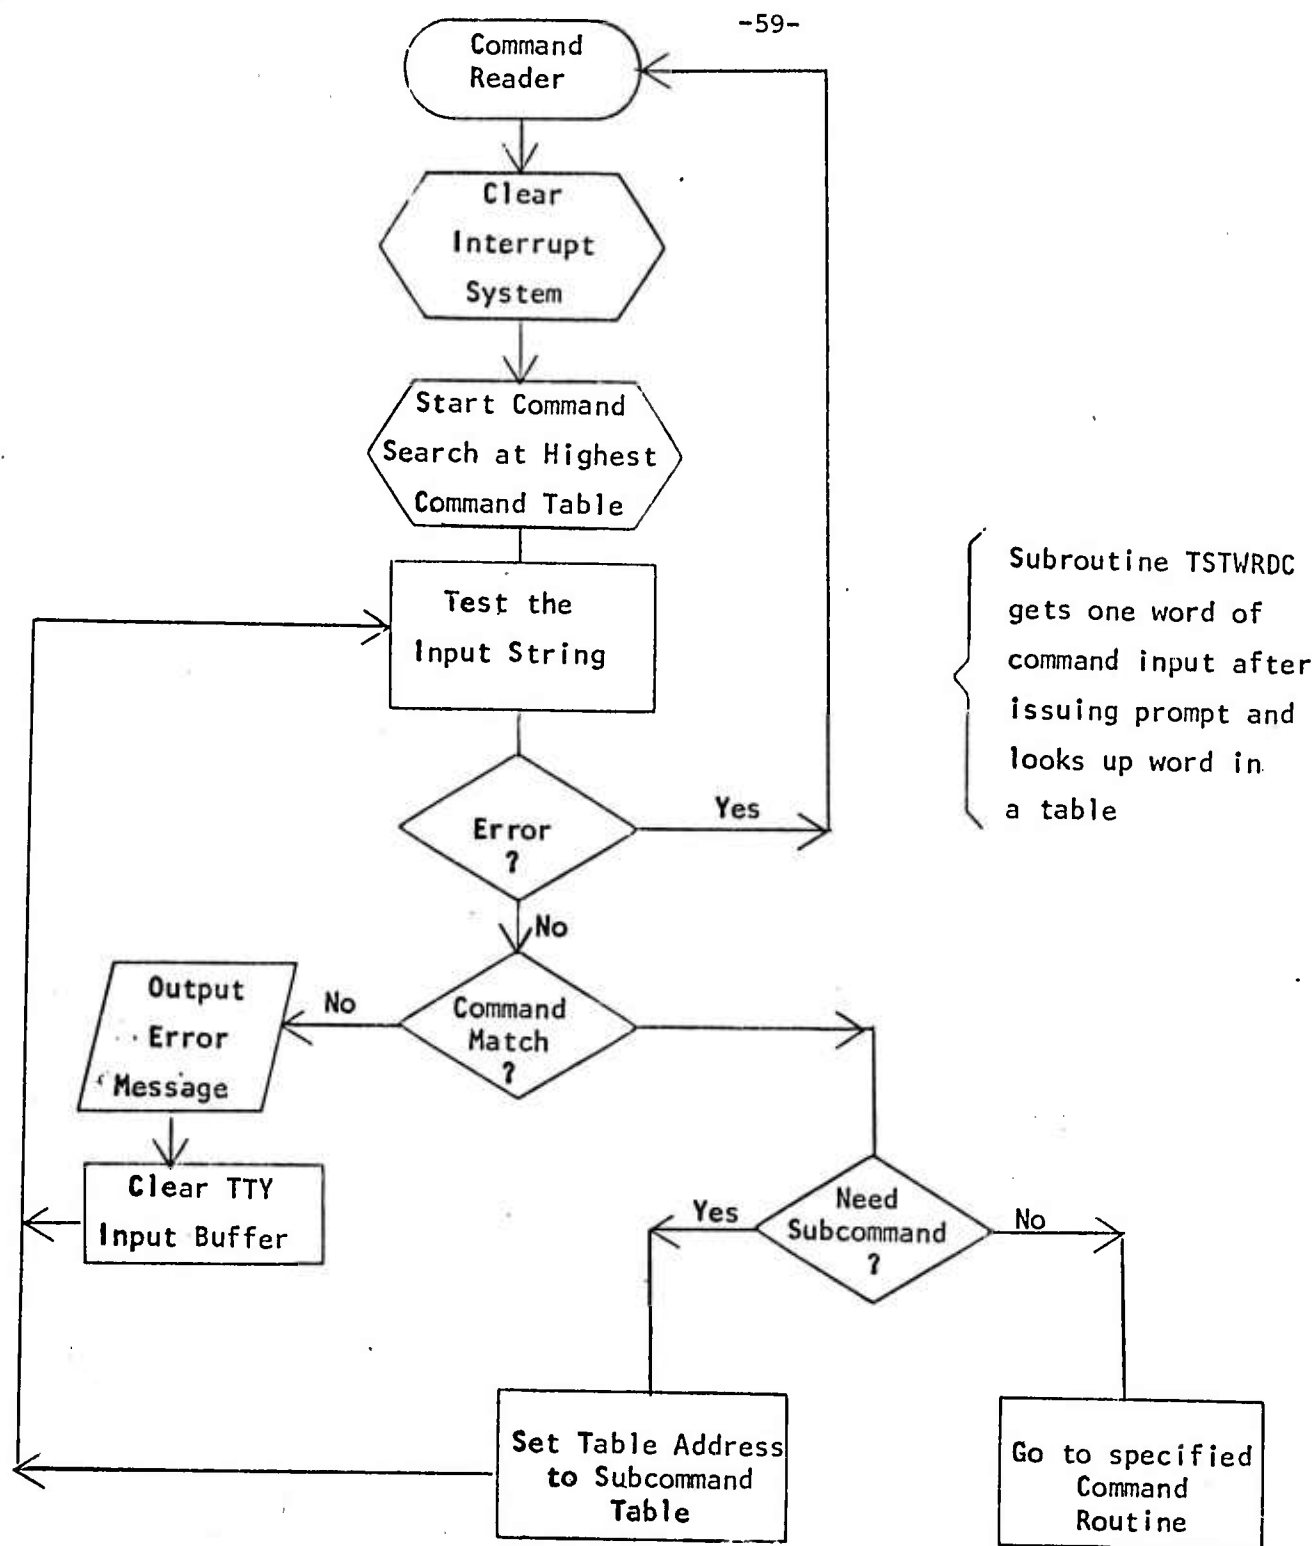 -59-
Command
Reader
Clear
Interrupt
System
Start Command
Search at Highest
Command Table
Test the
Input String
Subroutine TSTWRDC
gets one word of
command input after
issuing prompt and
looks up word in
a table
Error
?
Yes
No
Command
Match
?
No
Output
Error
Message
Clear TTY
Input Buffer
Need
Subcommand
?
Yes
No
Set Table Address
to Subcommand
Table
Go to specified
Command
Routine